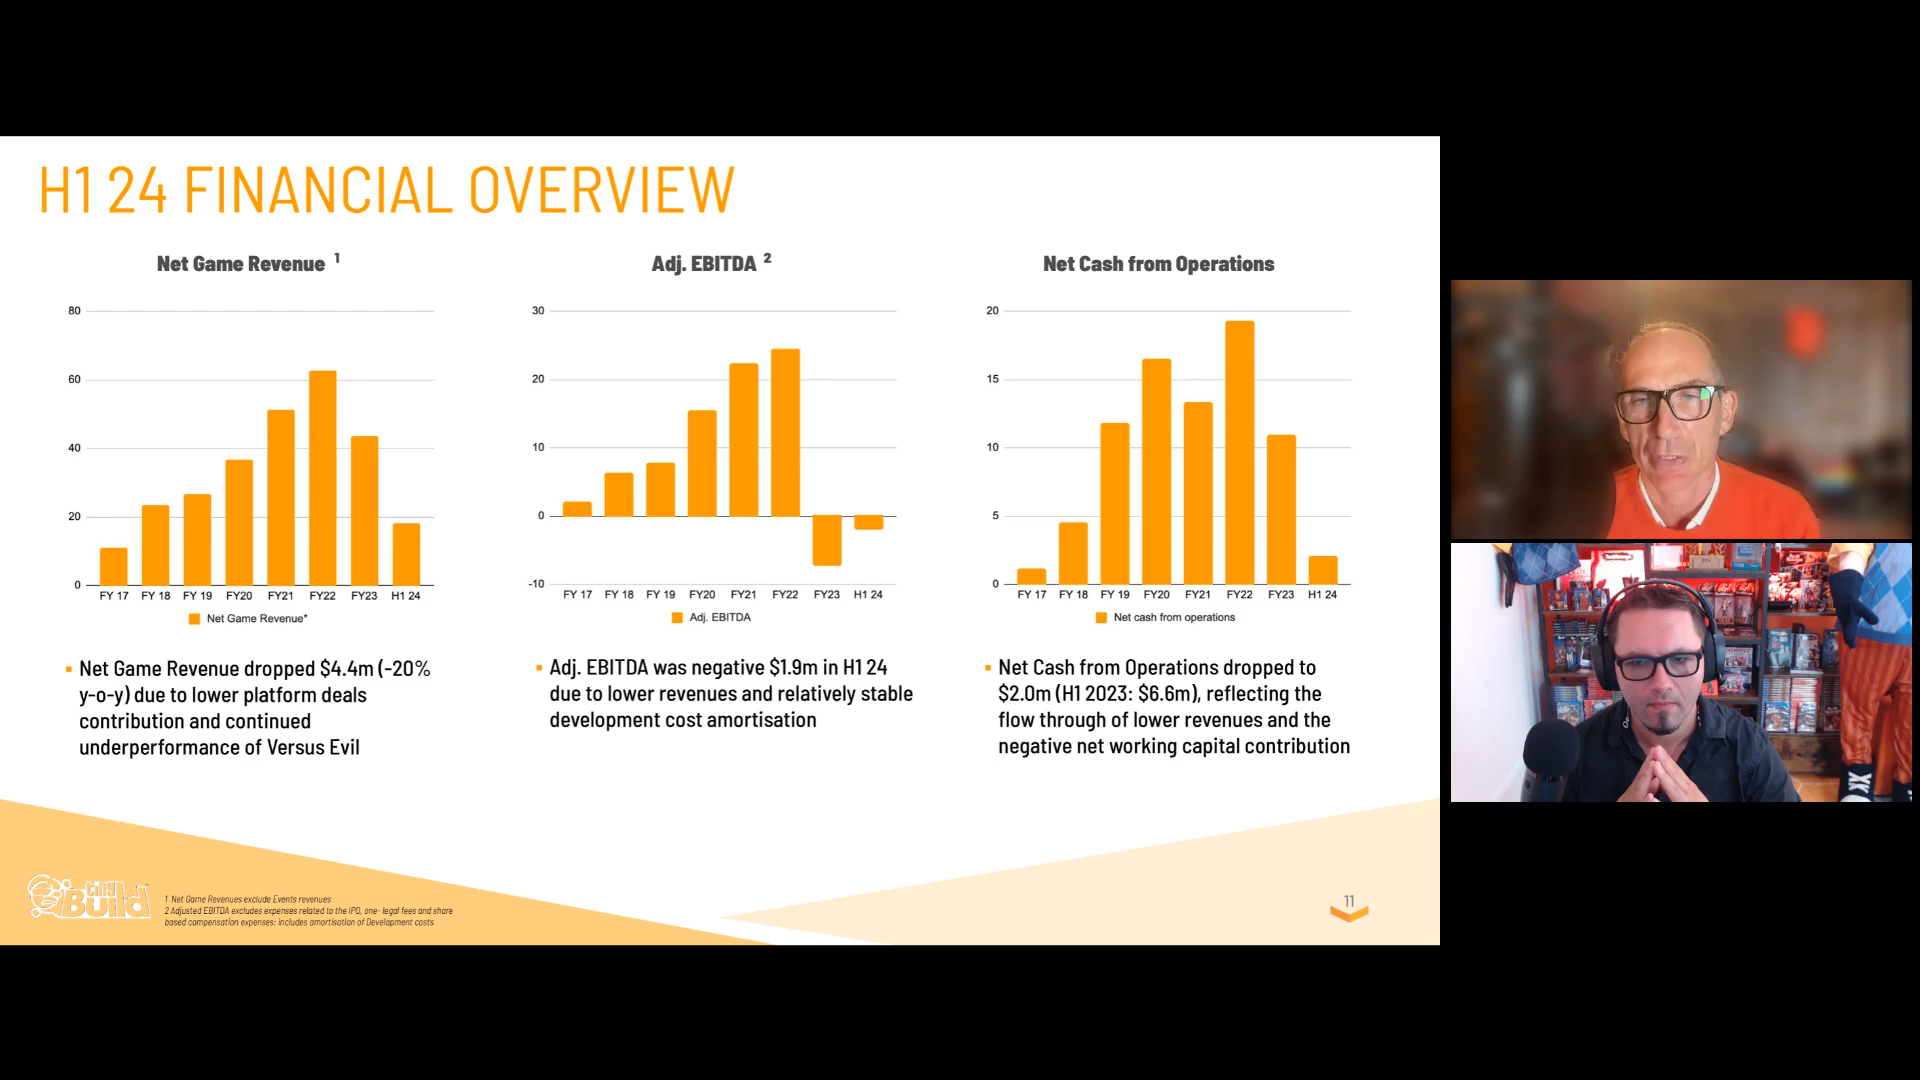 H1 24 FINANCIAL OVERVIEW
Net Game Revenue 1
80
60
40
20
0
FY 17 FY 18 FY 19 FY20 FY21 FY22 FY23 H1 24
Net Game Revenue*
Net Game Revenue dropped $4.4m (-20%
y-o-y) due to lower platform deals
contribution and continued
underperformance of Versus Evil
Adj. EBITDA 2
30
20
10
0
-10
FY 17 FY 18 FY 19 FY20 FY21 FY22 FY23 H1 24
Adj. EBITDA
Adj. EBITDA was negative $1.9m in H1 24
due to lower revenues and relatively stable
development cost amortisation
Net Cash from Operations
20
15
10
5
0
FY 17 FY 18 FY 19 FY20 FY21 FY22 FY23 H1 24
Net cash from operations
Net Cash from Operations dropped to
$2.0m (H1 2023: $6.6m), reflecting the
flow through of lower revenues and the
negative net working capital contribution
tiny
Build
1 Net Game Revenues exclude Events revenues
2 Adjusted EBITDA excludes expenses related to the IPO, one- legal fees and share
based compensation expenses; includes amortisation of Development costs
11